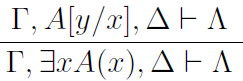 Γ, A[y/x], Δ ⊢ Λ
Γ, ∃xA(x), Δ ⊢ Λ